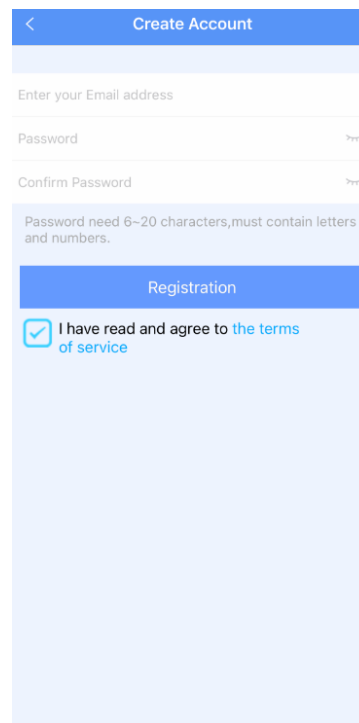 Create Account
Enter your Email address
Password
Confirm Password
Password need 6~20 characters,must contain letters
and numbers.
Registration
I have read and agree to the terms
of service